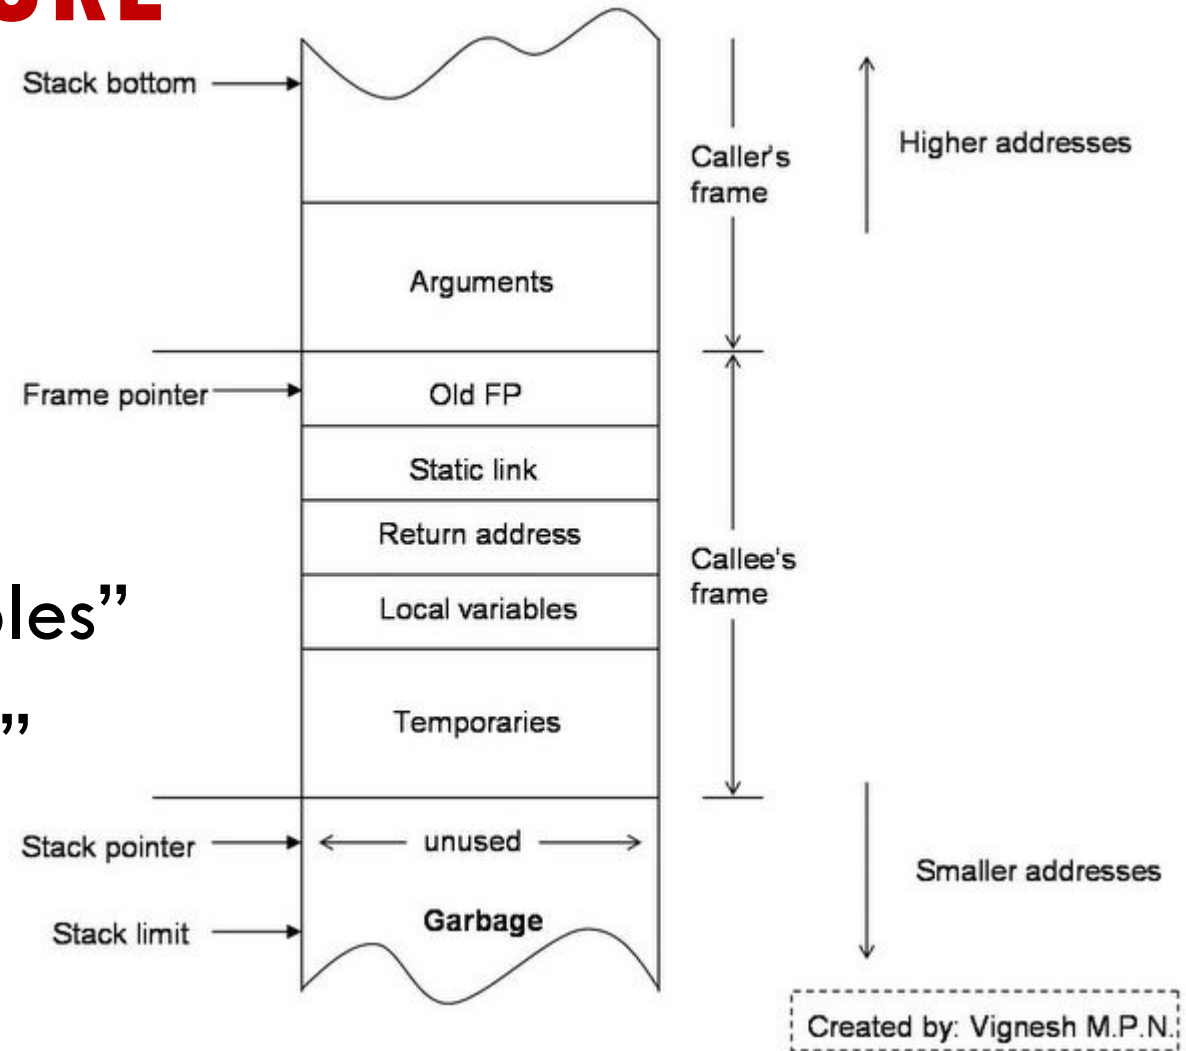 Stack bottom
Caller's
frame
Higher addresses
Arguments
Frame pointer
Old FP
Static link
Return address
Callee's
frame
Local variables
Temporaries
Stack pointer
unused
Smaller addresses
Garbage
Stack limit
Created by: Vignesh M.P.N.